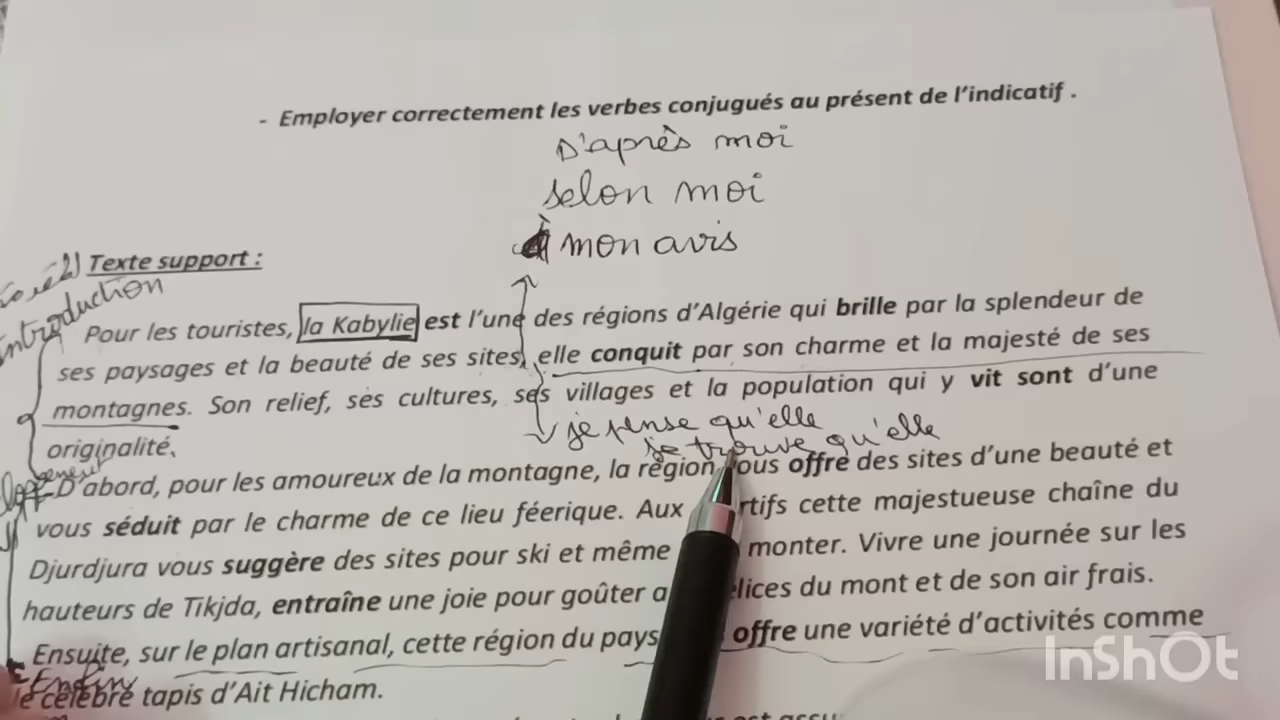 - Employer correctement les verbes conjugués au présent de l'indicatif .
D'après moi
selon moi
à mon avis
Texte support :
Introduction
Pour les touristes, la Kabylie est l'une des régions d'Algérie qui brille par la splendeur de
ses paysages et la beauté de ses sites, elle conquit par son charme et la majesté de ses
montagnes. Son relief, ses cultures, ses villages et la population qui y vit sont d'une
originalité.
je pense qu'elle
je trouve qu'elle
D'abord, pour les amoureux de la montagne, la région vous offre des sites d'une beauté et
vous séduit par le charme de ce lieu féerique. Aux cette majestueuse chaîne du
Djurdjura vous suggère des sites pour ski et même monter. Vivre une journée sur les
hauteurs de Tikjda, entraîne une joie pour goûter du mont et de son air frais.
Ensuite, sur le plan artisanal, cette région du pays offre une variété d'activités comme
Enfin
le célèbre tapis d'Ait Hicham.
InShOt